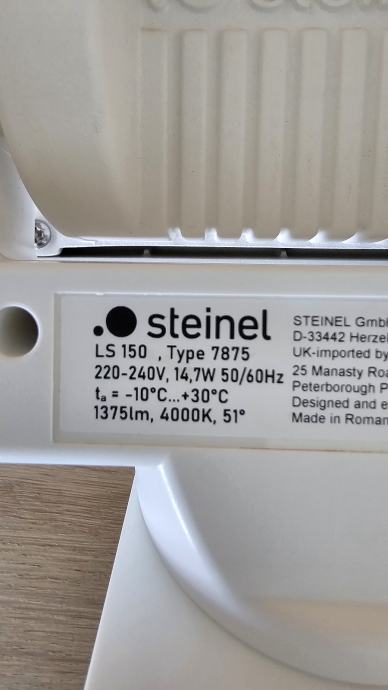 steinel
LS 150 , Type 7875
220-240V, 14,7W 50/60Hz
tₐ = -10°C...+30°C
1375lm, 4000K, 51°
STEINEL
D-33442
UK-imported by
25 Manasty
Peterborough
Designed and
Made in